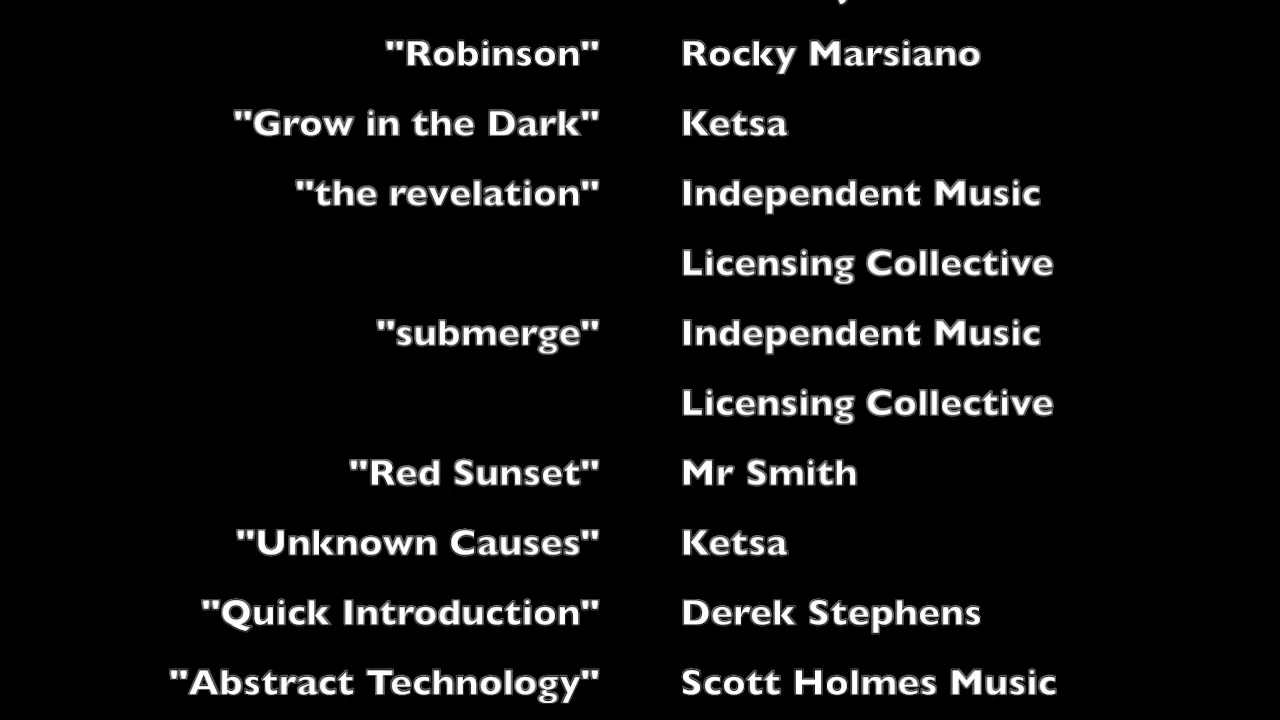 "Robinson" Rocky Marsiano
"Grow in the Dark" Ketsa
"the revelation" Independent Music
Licensing Collective
"submerge" Independent Music
Licensing Collective
"Red Sunset" Mr Smith
"Unknown Causes" Ketsa
"Quick Introduction" Derek Stephens
"Abstract Technology" Scott Holmes Music